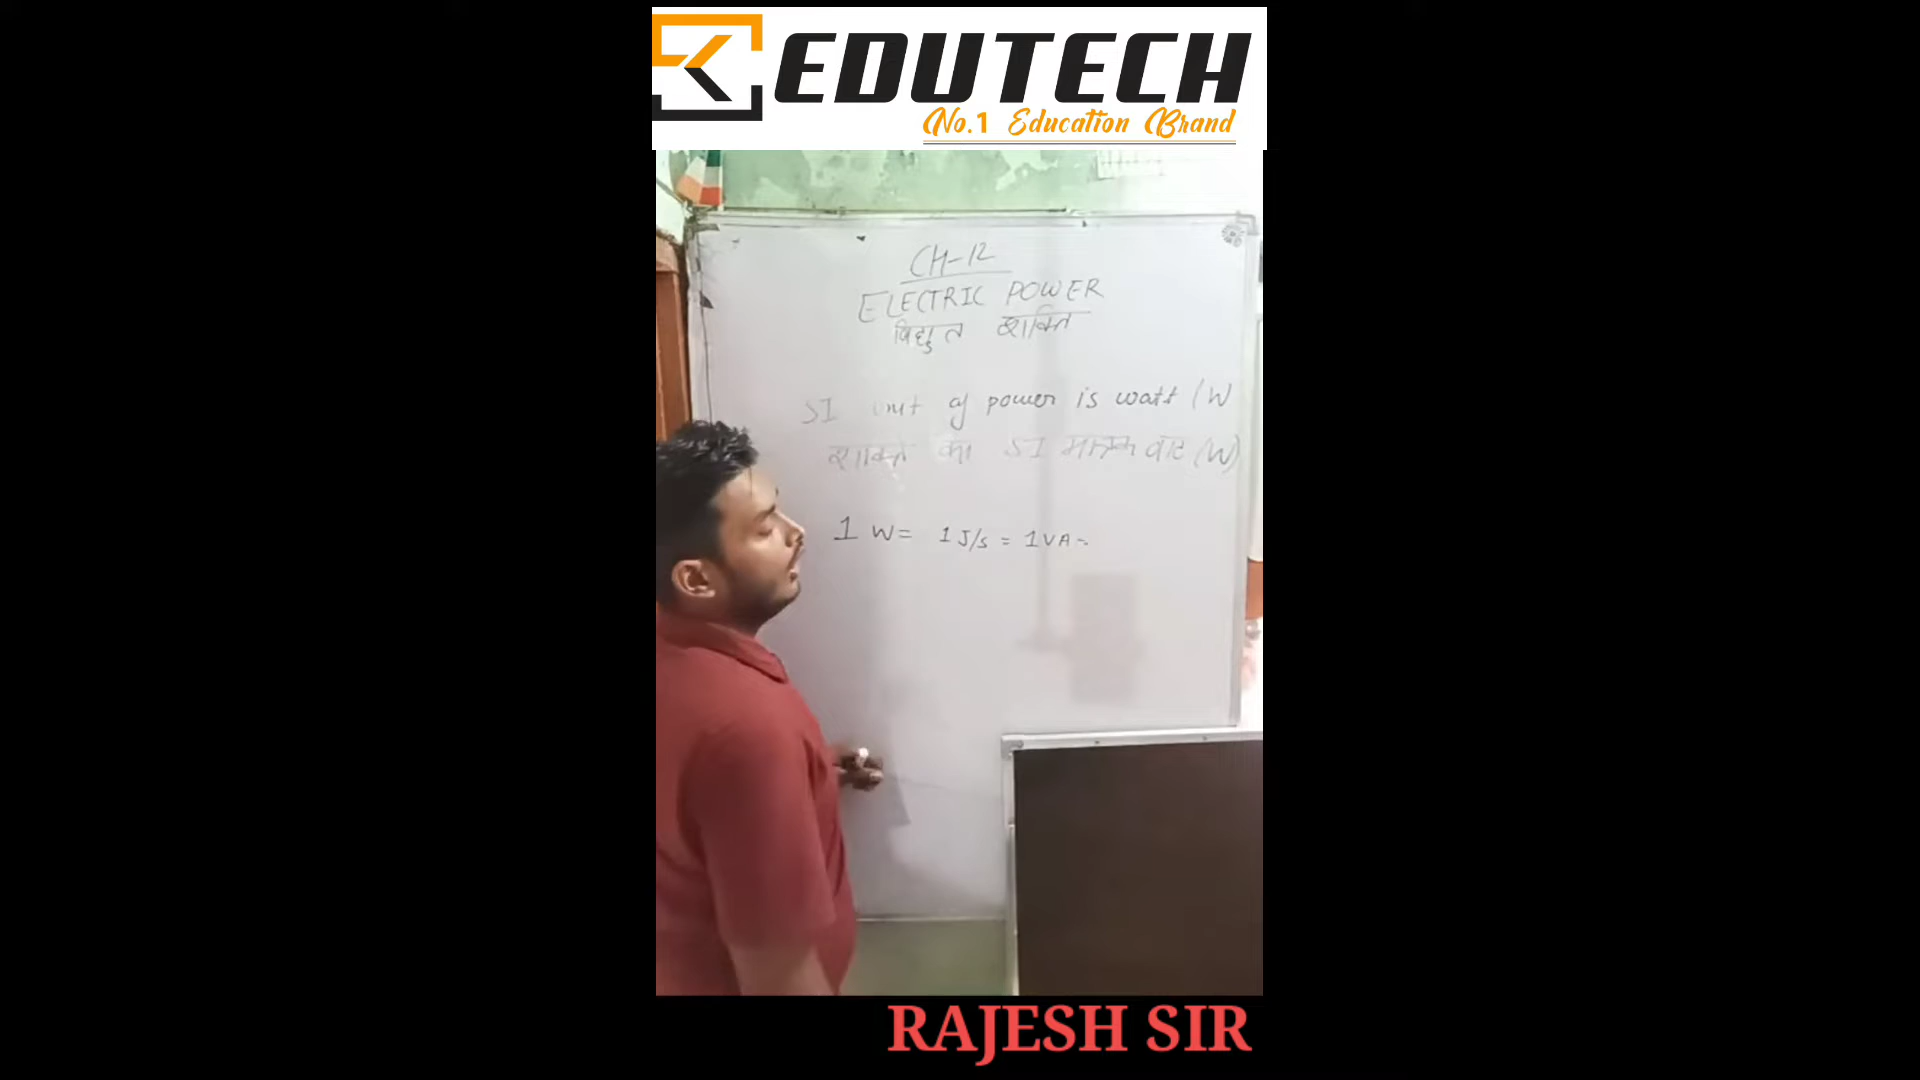 EDUTECH
No.1 Education Brand
CH-12
ELECTRIC POWER
विद्युत शक्ति
SI unit of power is watt (W
शक्ति का SI मात्रक वाट (W)
1 W = 1 J/s = 1 VA =
RAJESH SIR